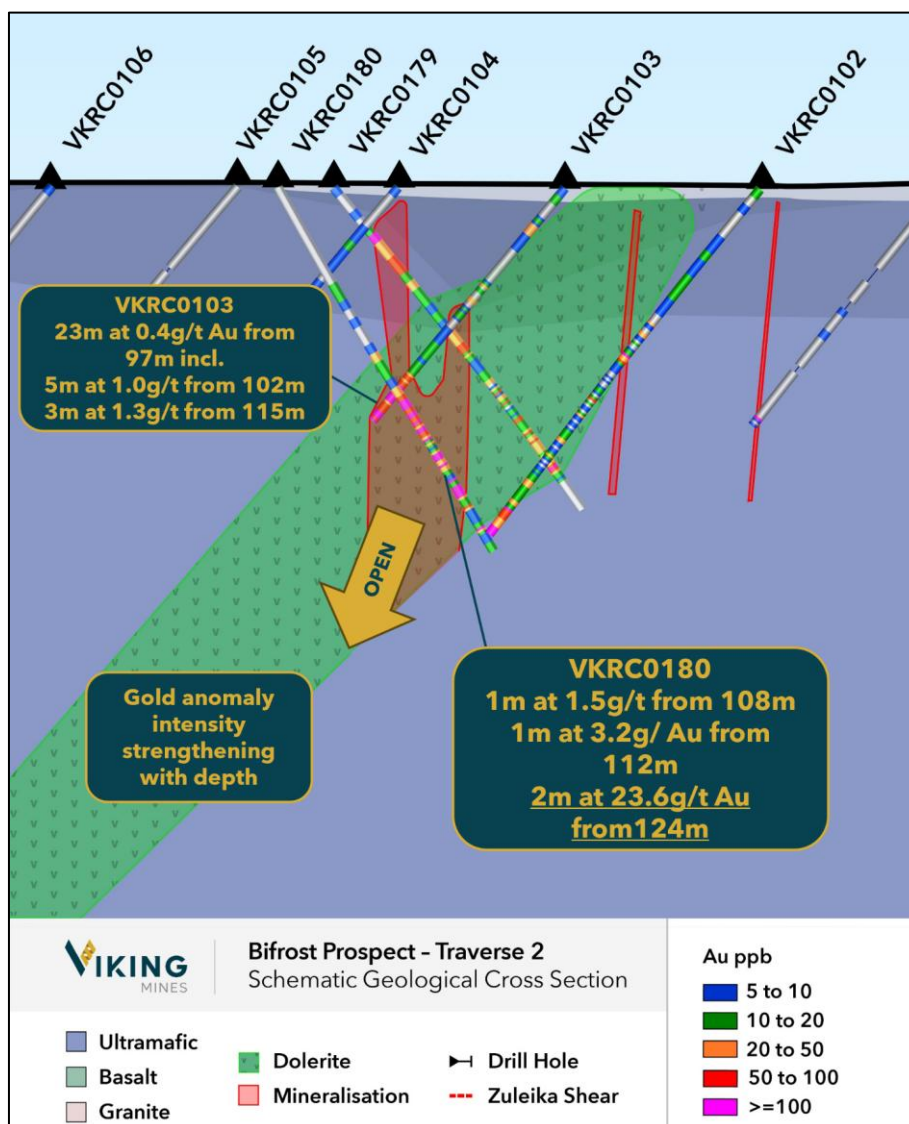 VKRC0106
VKRC0105
VKRC0180
VKRC0179
VKRC0104
VKRC0103
VKRC0102
VKRC0103
23m at 0.4g/t Au from
97m incl.
5m at 1.0g/t from 102m
3m at 1.3g/t from 115m
OPEN
Gold anomaly
intensity
strengthening
with depth
VKRC0180
1m at 1.5g/t from 108m
1m at 3.2g/ Au from
112m
2m at 23.6g/t Au
from124m
VIKING
MINES
Bifrost Prospect – Traverse 2
Schematic Geological Cross Section
Ultramafic
Basalt
Granite
Dolerite
Mineralisation
Drill Hole
Zuleika Shear
Au ppb
5 to 10
10 to 20
20 to 50
50 to 100
>=100